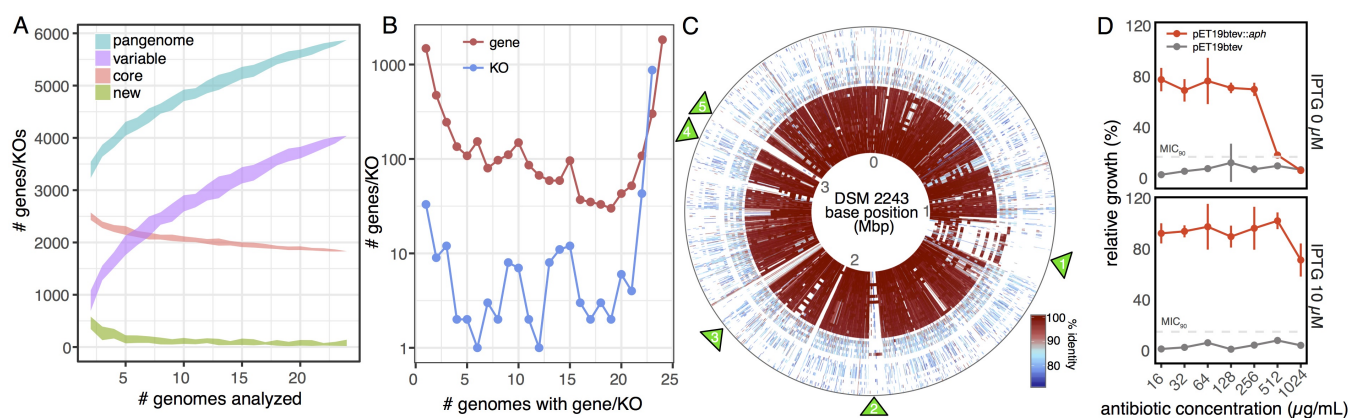 A
pangenome
variable
core
new
6000
5000
4000
3000
2000
1000
0
# genes/KOs
5
10
15
20
# genomes analyzed
B
gene
KO
1000
100
10
1
# genes/KO
0
5
10
15
20
25
# genomes with gene/KO
C
5
4
3
2
1
0
1
2
3
DSM 2243
base position
(Mbp)
100
90
80
% identity
D
pET19btev::aph
pET19btev
120
80
40
0
MIC90
IPTG 0 µM
120
80
40
0
MIC90
IPTG 10 µM
relative growth (%)
16
32
64
128
256
512
1024
antibiotic concentration (µg/mL)